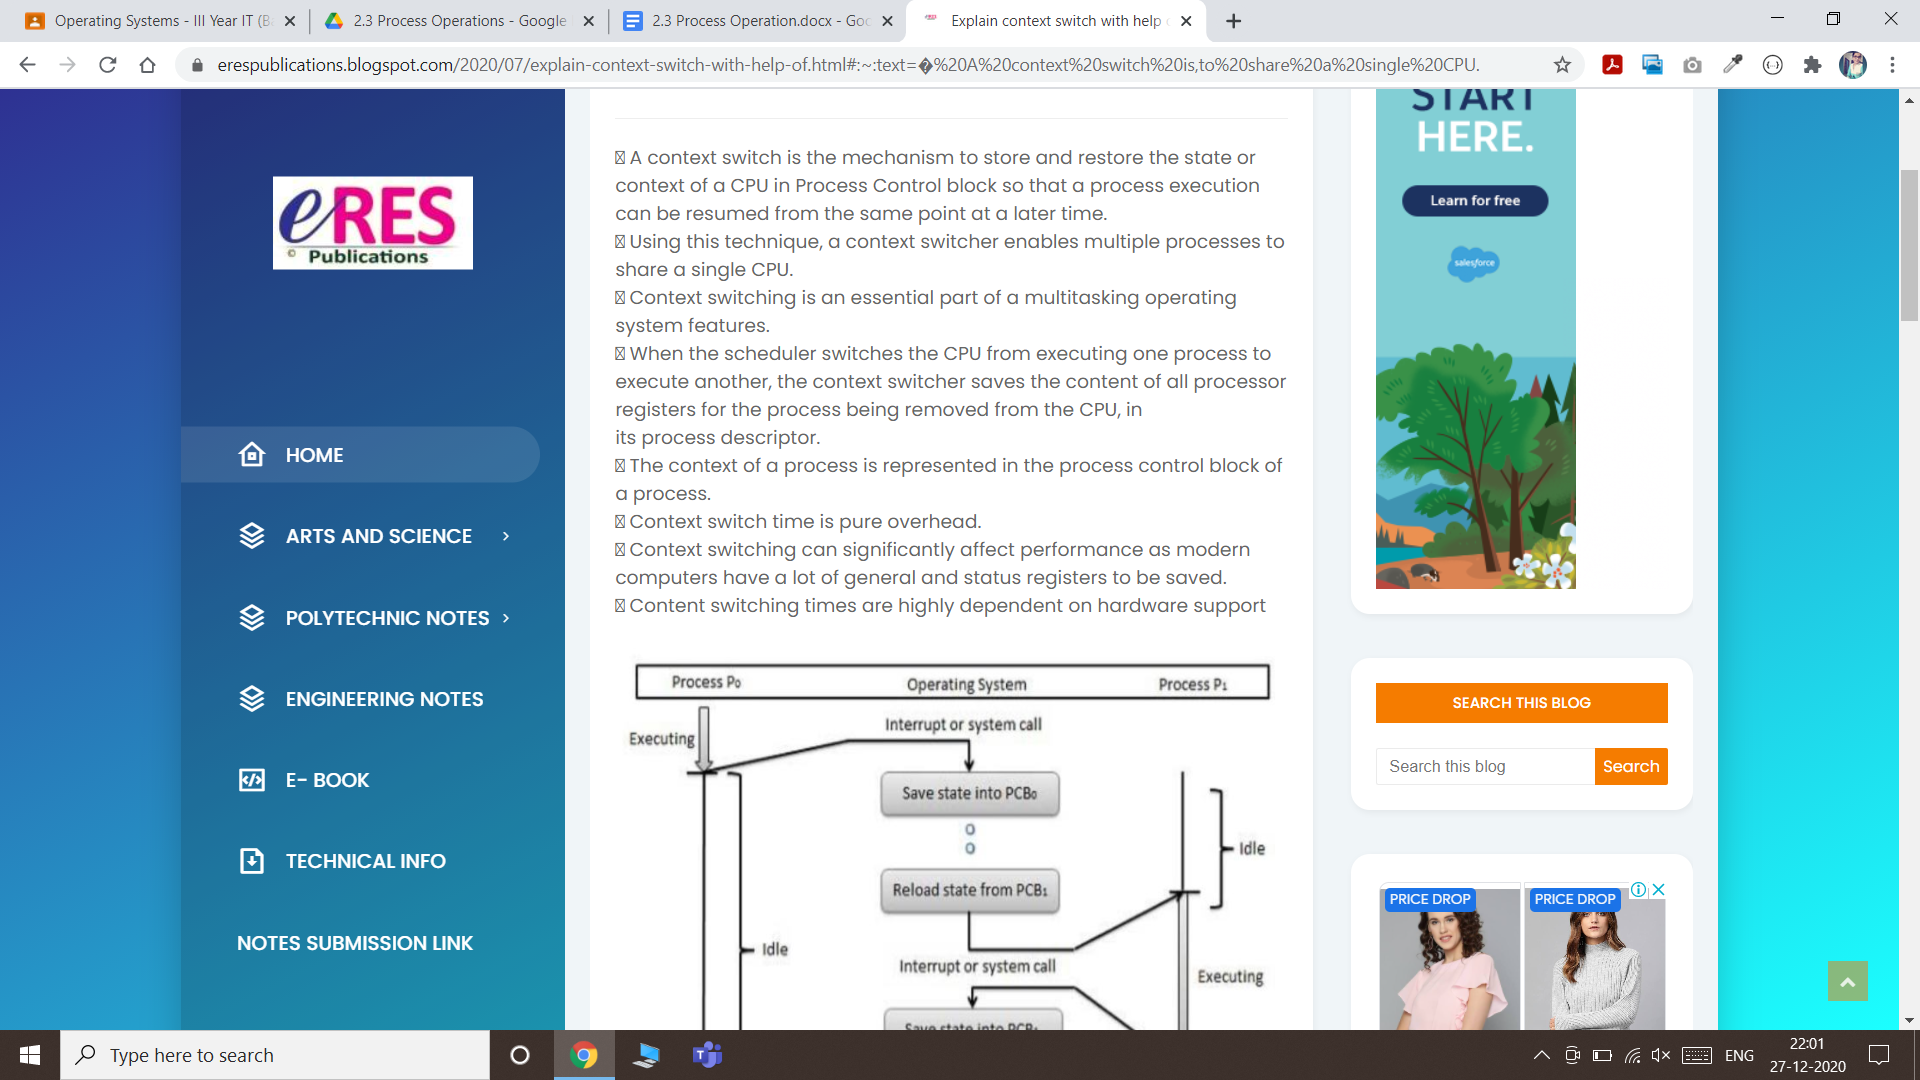 Operating Systems - III Year IT (B
2.3 Process Operations - Google
2.3 Process Operation.docx - Goo
Explain context switch with help
erespublications.blogspot.com/2020/07/explain-context-switch-with-help-of.html#:~:text=�%20A%20context%20switch%20is,to%20share%20a%20single%20CPU.
eRES
© Publications
HOME
ARTS AND SCIENCE
POLYTECHNIC NOTES
ENGINEERING NOTES
E- BOOK
TECHNICAL INFO
NOTES SUBMISSION LINK
A context switch is the mechanism to store and restore the state or
context of a CPU in Process Control block so that a process execution
can be resumed from the same point at a later time.
Using this technique, a context switcher enables multiple processes to
share a single CPU.
Context switching is an essential part of a multitasking operating
system features.
When the scheduler switches the CPU from executing one process to
execute another, the context switcher saves the content of all processor
registers for the process being removed from the CPU, in
its process descriptor.
The context of a process is represented in the process control block of
a process.
Context switch time is pure overhead.
Context switching can significantly affect performance as modern
computers have a lot of general and status registers to be saved.
Content switching times are highly dependent on hardware support
Process P0
Operating System
Process P1
Interrupt or system call
Executing
Save state into PCB0
Idle
Reload state from PCB1
Idle
Interrupt or system call
Executing
Save state into PCB1
START
HERE.
Learn for free
salesforce
SEARCH THIS BLOG
Search this blog
Search
PRICE DROP
PRICE DROP
Type here to search
ENG
22:01
27-12-2020